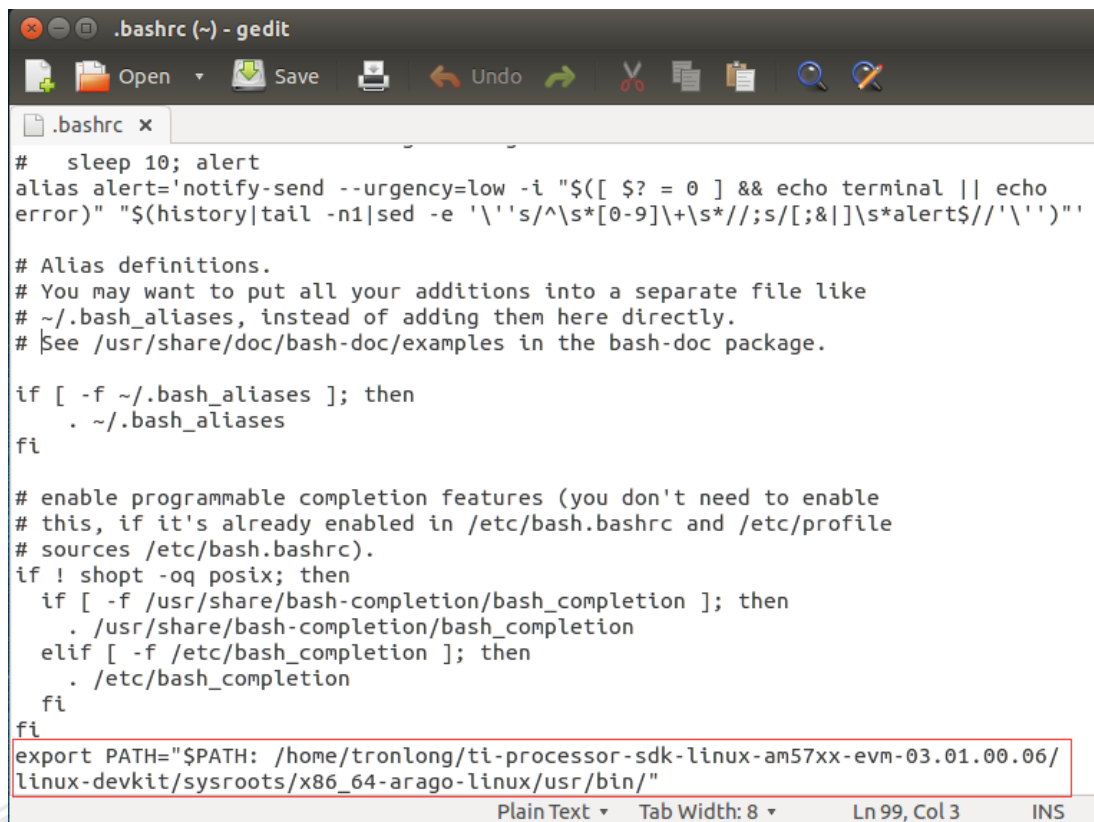 .bashrc (~) - gedit
Open Save Undo
.bashrc ×
#   sleep 10; alert
alias alert='notify-send --urgency=low -i "$([ $? = 0 ] && echo terminal || echo
error)" "$(history|tail -n1|sed -e '\''s/^\s*[0-9]\+\s*//;s/[;&|]\s*alert$//'\'')"'
# Alias definitions.
# You may want to put all your additions into a separate file like
# ~/.bash_aliases, instead of adding them here directly.
# See /usr/share/doc/bash-doc/examples in the bash-doc package.
if [ -f ~/.bash_aliases ]; then
    . ~/.bash_aliases
fi
# enable programmable completion features (you don't need to enable
# this, if it's already enabled in /etc/bash.bashrc and /etc/profile
# sources /etc/bash.bashrc).
if ! shopt -oq posix; then
  if [ -f /usr/share/bash-completion/bash_completion ]; then
    . /usr/share/bash-completion/bash_completion
  elif [ -f /etc/bash_completion ]; then
    . /etc/bash_completion
  fi
fi
export PATH="$PATH: /home/tronlong/ti-processor-sdk-linux-am57xx-evm-03.01.00.06/
linux-devkit/sysroots/x86_64-arago-linux/usr/bin/"
Plain Text Tab Width: 8 Ln 99, Col 3 INS